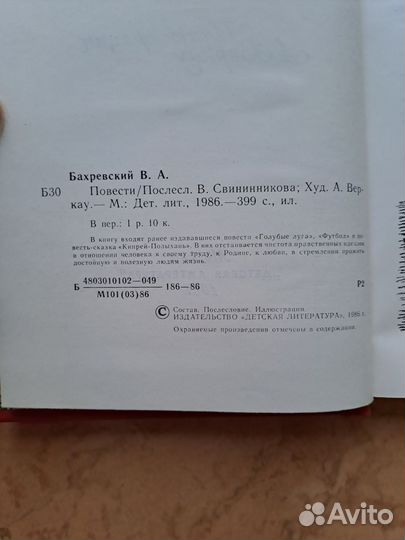 Бахревский В. А.
Б30 Повести/Послесл. В. Свининникова; Худ. А. Вер-
кау.— М.: Дет. лит., 1986.—399 с., ил.
В пер.: 1 р. 10 к.
В книгу входят ранее издававшиеся повести «Голубые луга», «Футбол» и
весть-сказка «Кипрей-Полыхань». В них отстаивается чистота нравственных
в отношении человека к своему труду, к Родине, к любви, в стремлении прожить
достойную и полезную людям жизнь.
Б 4803010102—049 186—86 Р2
М101(03)86
© Состав. Послесловие. Иллюстрации
ИЗДАТЕЛЬСТВО «ДЕТСКАЯ ЛИТЕРАТУРА», 1986 г.
Охраняемые произведения отмечены в содержании.
Avito